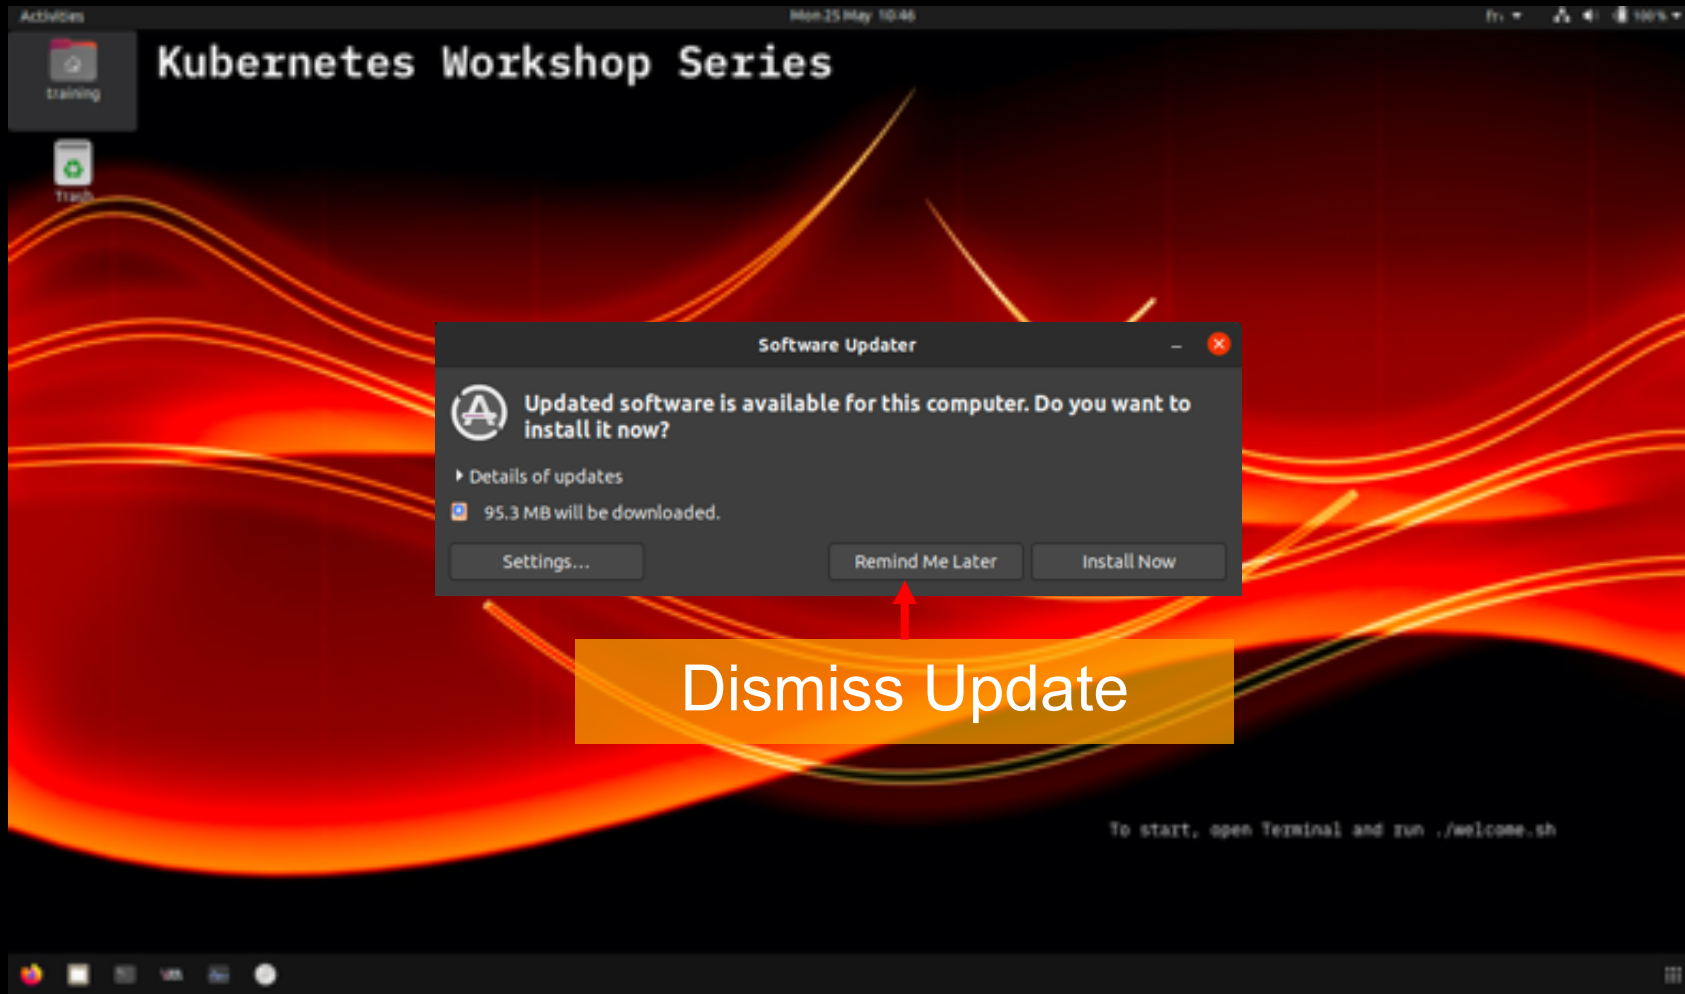 Activities
Mon 25 May 10:46
100%
training
Kubernetes Workshop Series
Trash
Software Updater
Updated software is available for this computer. Do you want to
install it now?
Details of updates
95.3 MB will be downloaded.
Settings...
Remind Me Later
Install Now
Dismiss Update
To start, open Terminal and run ./welcome.sh